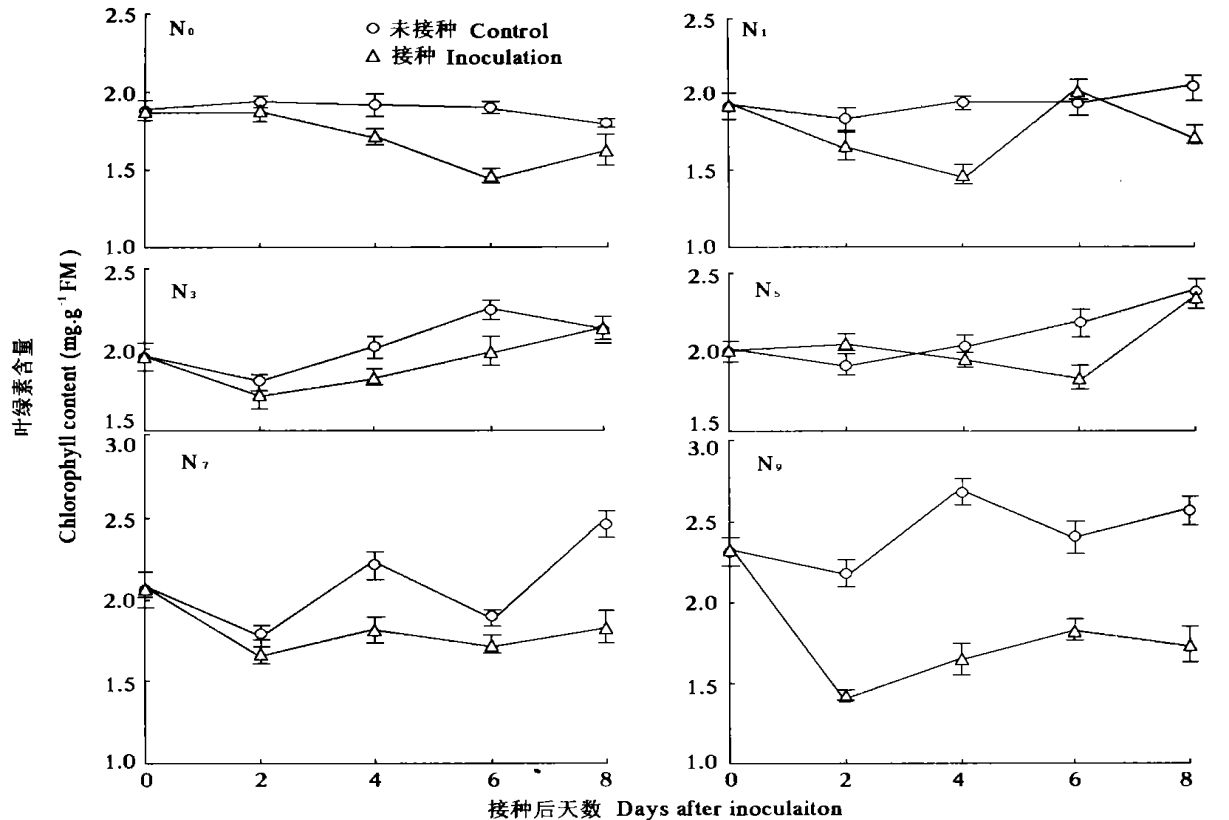 2.5
2.0
1.5
1.0
N₀
○ 未接种 Control
△ 接种 Inoculation
2.5
2.0
1.5
1.0
N₁
2.5
2.0
1.5
N₃
2.5
2.0
1.5
N₅
3.0
2.5
2.0
1.5
1.0
N₇
3.0
2.5
2.0
1.5
1.0
N₉
叶绿素含量
Chlorophyll content (mg.g⁻¹FM)
0 2 4 6 8
0 2 4 6 8
接种后天数 Days after inoculaiton